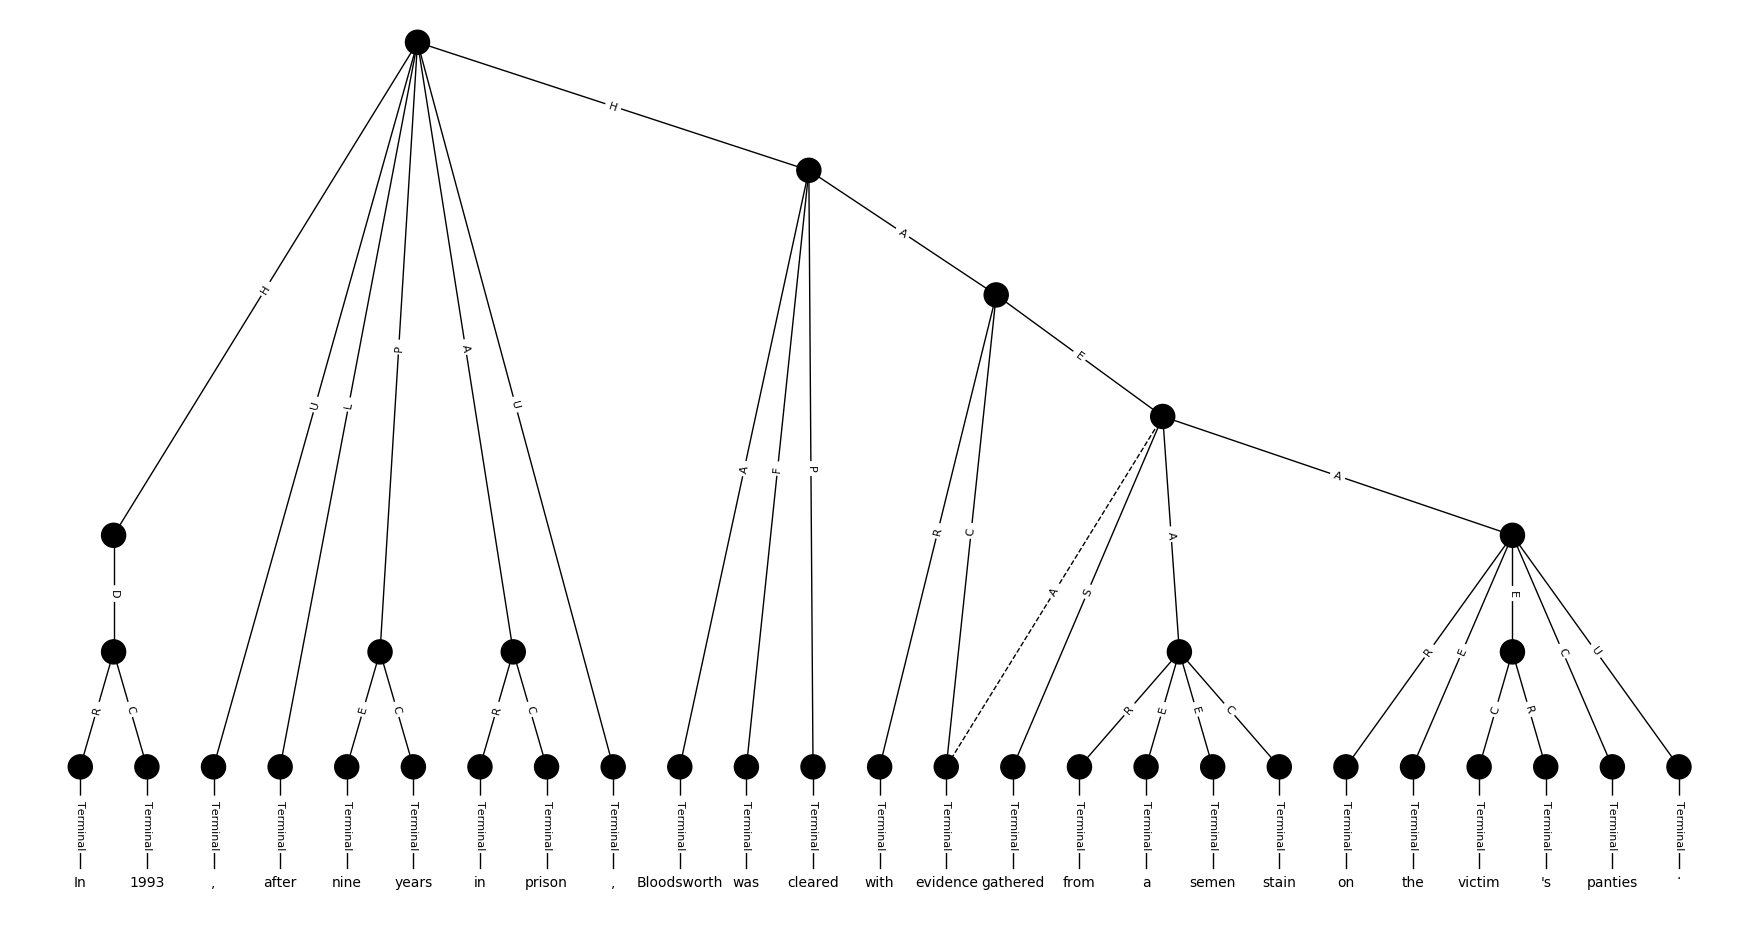 H
H
A
H
E
P
A
U
U
L
A
A
F
P
A
R
C
D
A
S
E
R
E
C
U
R
C
E
C
R
C
R
E
E
C
C
R
Terminal Terminal Terminal Terminal Terminal Terminal Terminal Terminal Terminal Terminal Terminal Terminal Terminal Terminal Terminal Terminal Terminal Terminal Terminal Terminal Terminal Terminal Terminal Terminal Terminal
In 1993 , after nine years in prison , Bloodsworth was cleared with evidence gathered from a semen stain on the victim 's panties .